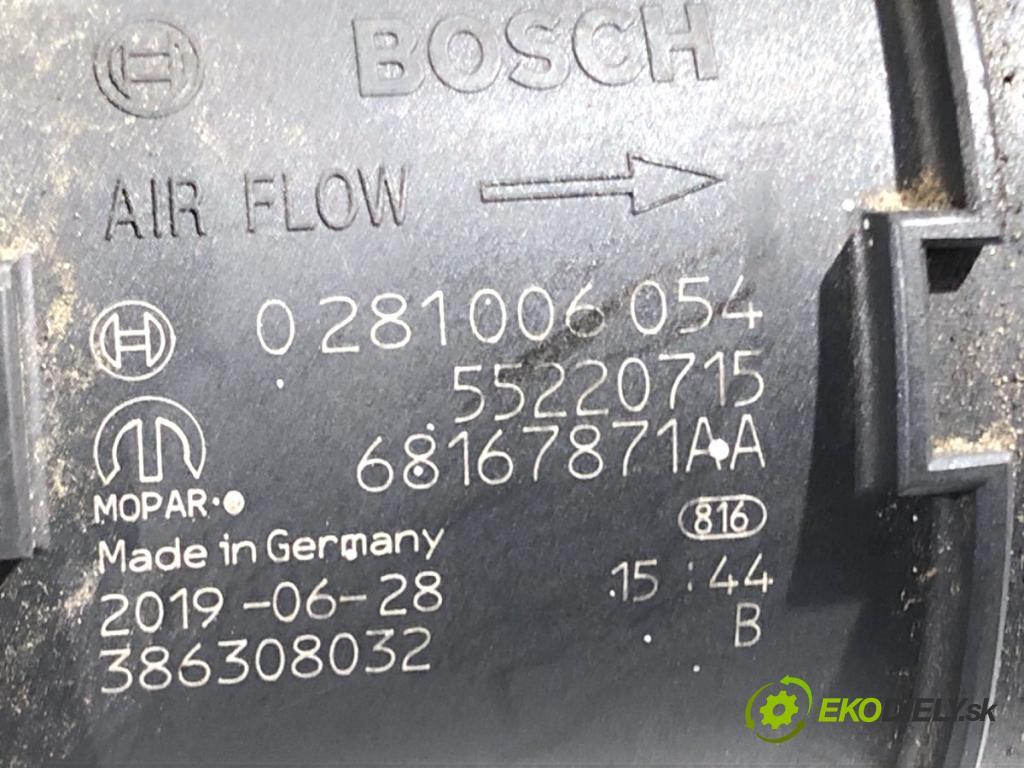 BOSCH
AIR FLOW
0 281 006 054
55220715
68167871AA
MOPAR
816
Made in Germany
2019-06-28 15:44
386308032 B
EKODIELY.sk